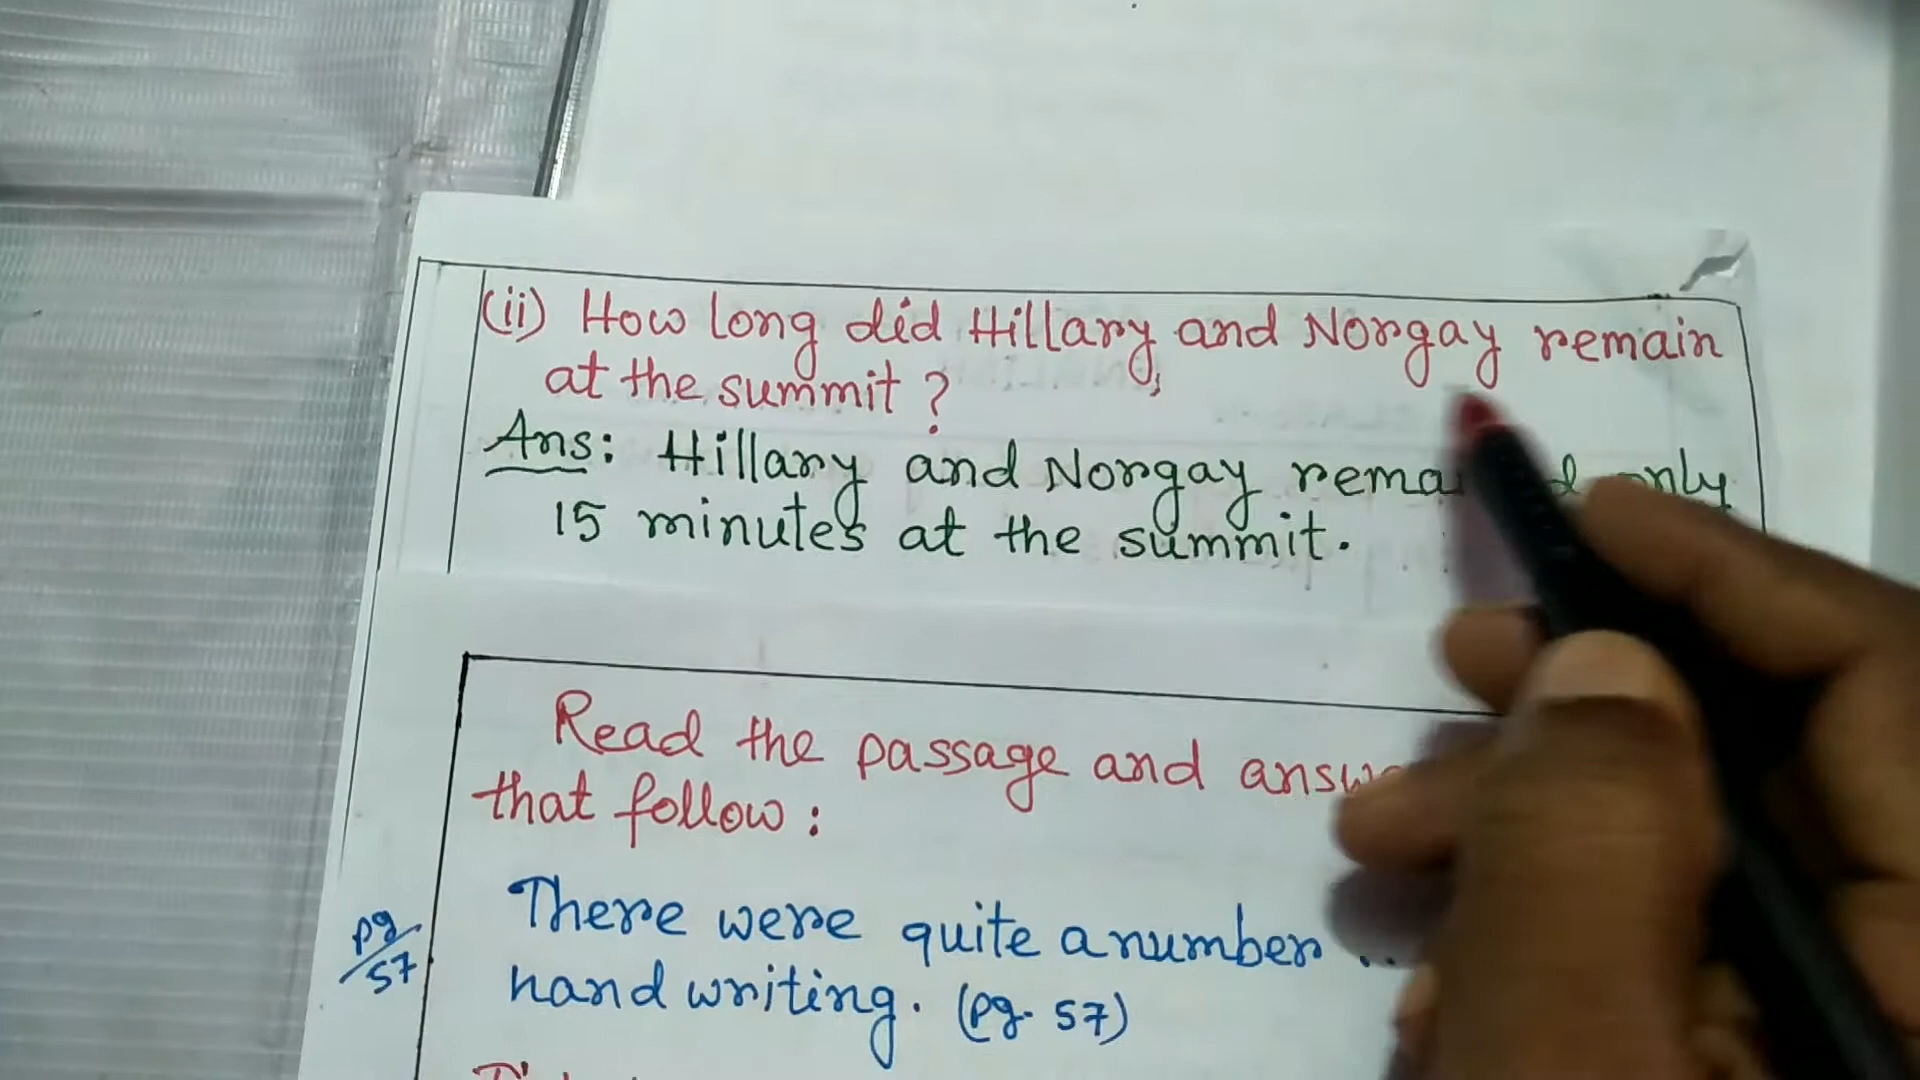 (ii) How long did Hillary and Norgay remain
at the summit?
Ans: Hillary and Norgay only
15 minutes at the summit.
Read the passage and
that follow:
pg
57
There were quite a number ..
hand writing. (pg. 57)